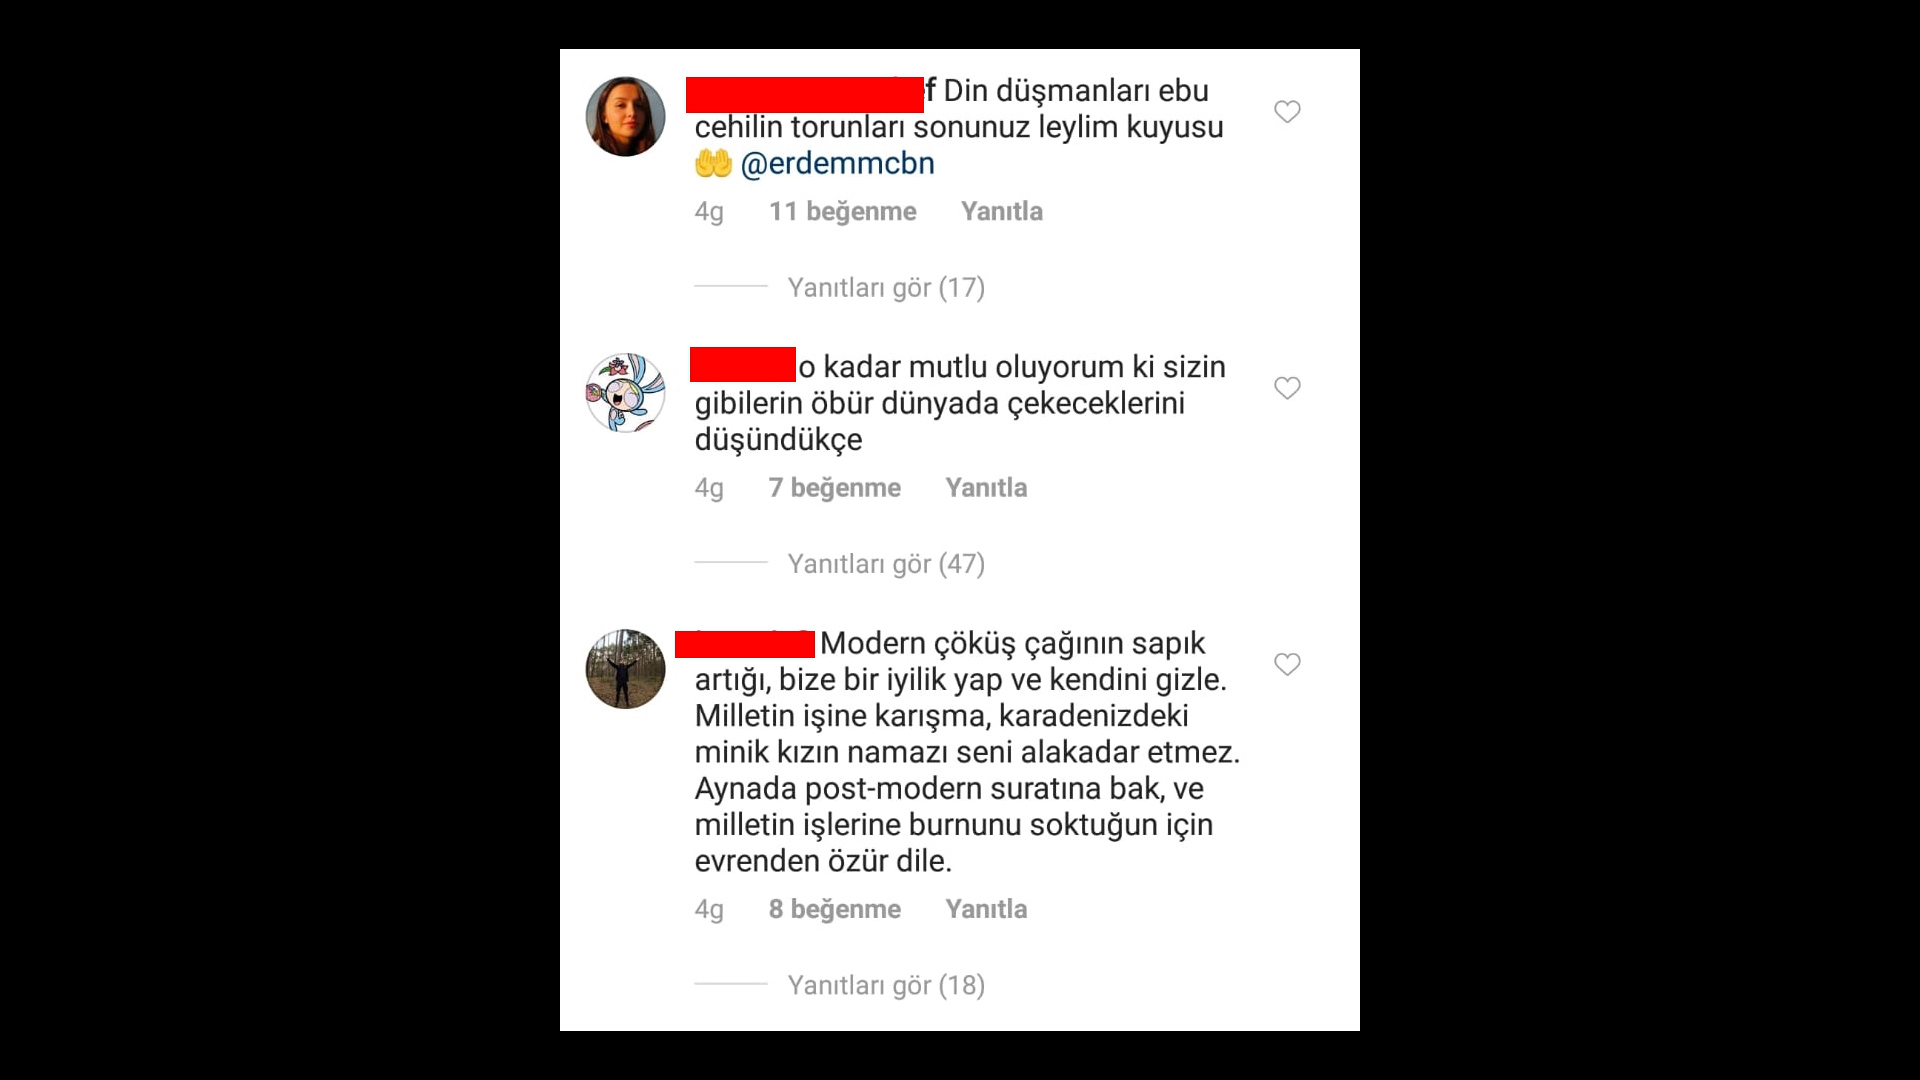 f Din düşmanları ebu
cehilin torunları sonunuz leylim kuyusu
🤲 @erdemmcbn
4g 11 beğenme Yanıtla
Yanıtları gör (17)
o kadar mutlu oluyorum ki sizin
gibilerin öbür dünyada çekeceklerini
düşündükçe
4g 7 beğenme Yanıtla
Yanıtları gör (47)
Modern çöküş çağının sapık
artığı, bize bir iyilik yap ve kendini gizle.
Milletin işine karışma, karadenizdeki
minik kızın namazı seni alakadar etmez.
Aynada post-modern suratına bak, ve
milletin işlerine burnunu soktuğun için
evrenden özür dile.
4g 8 beğenme Yanıtla
Yanıtları gör (18)